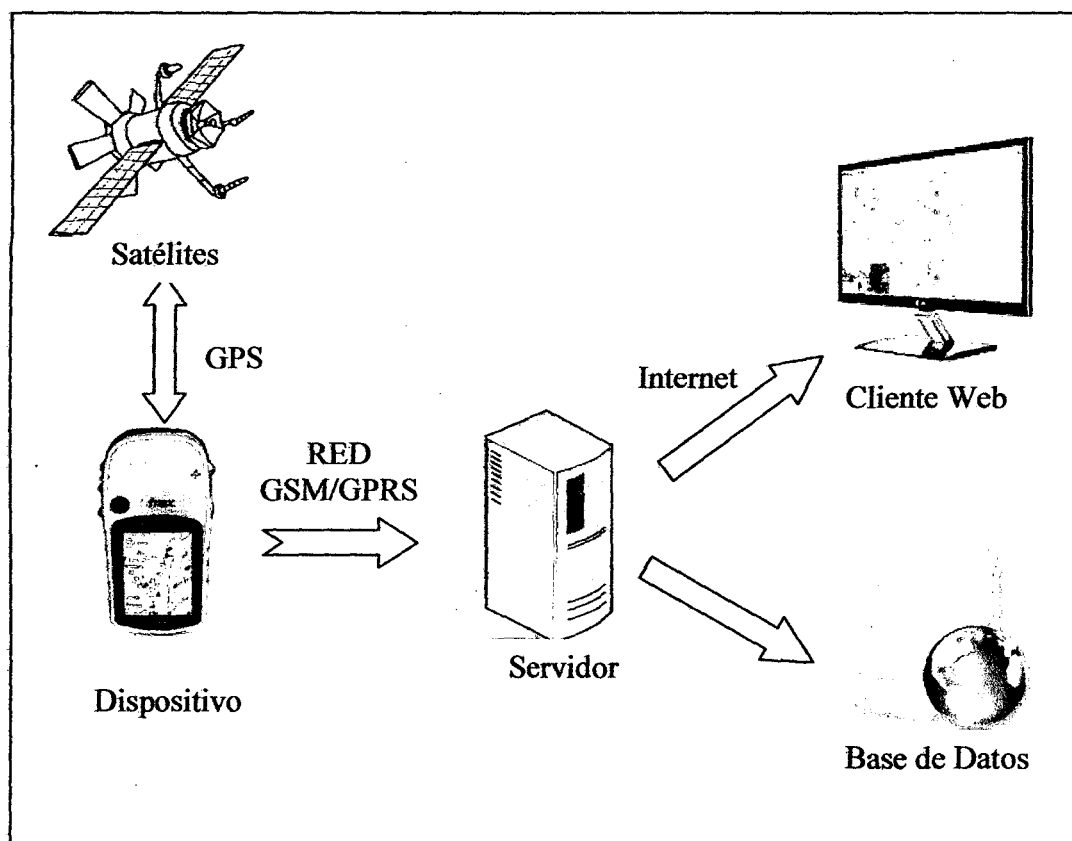 Satélites
GPS
RED
GSM/GPRS
Internet
Cliente Web
Servidor
Dispositivo
Base de Datos